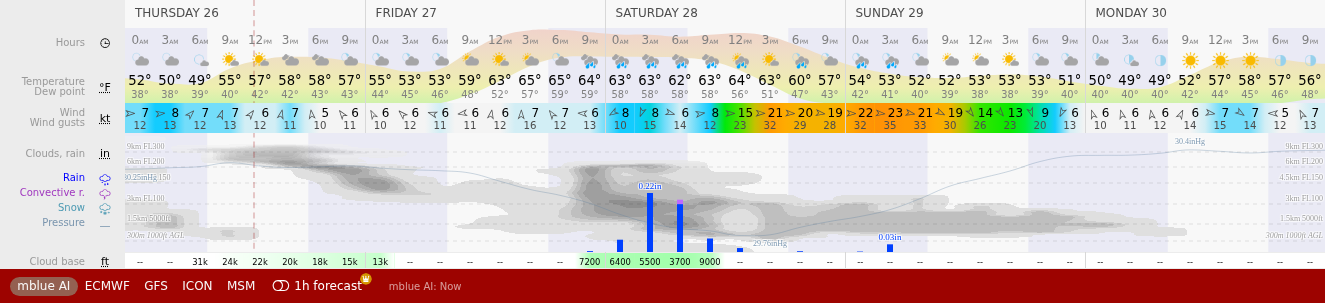 THURSDAY 26 FRIDAY 27 SATURDAY 28 SUNDAY 29 MONDAY 30
Hours 0AM 3AM 6AM 9AM 12PM 3PM 6PM 9PM 0AM 3AM 6AM 9AM 12PM 3PM 6PM 9PM 0AM 3AM 6AM 9AM 12PM 3PM 6PM 9PM 0AM 3AM 6AM 9AM 12PM 3PM 6PM 9PM 0AM 3AM 6AM 9AM 12PM 3PM 6PM 9PM
Temperature 52° 50° 49° 55° 57° 58° 58° 57° 55° 53° 53° 59° 63° 65° 65° 64° 63° 63° 62° 63° 64° 63° 60° 57° 54° 53° 52° 52° 53° 53° 53° 51° 50° 49° 49° 52° 57° 58° 57° 56°
Dew point °F 38° 38° 39° 40° 42° 42° 42° 43° 44° 45° 46° 48° 52° 57° 59° 59° 58° 58° 58° 58° 56° 51° 47° 43° 42° 41° 40° 41° 42° 42° 41° 40° 40° 40° 41° 42° 44° 45° 46° 48°
Wind 7 8 7 7 6 7 5 6 6 6 6 6 6 7 7 6 8 8 6 8 15 21 20 19 22 23 21 19 14 13 9 6 6 6 6 6 7 7 5 7
Wind gusts kt 12 13 12 13 12 11 10 11 10 12 11 11 12 16 12 13 10 15 14 12 23 32 29 28 32 35 33 30 26 23 20 13 10 11 12 14 15 14 12 13
Clouds, rain in
9km FL300 30.4inHg 9km FL300
6km FL200 6km FL200
Rain 30.25inHg FL150 4.5km FL150
Convective r. 0.22in
3km FL100 3km FL100
Snow
1.5km 5000ft 1.5km 5000ft
Pressure
300m 1000ft AGL 29.76inHg 0.03in 300m 1000ft AGL
Cloud base ft -- -- 31k 24k 22k 20k 18k 15k 13k -- -- -- -- -- -- 7200 6400 5500 3700 9000 -- -- -- -- -- -- -- -- -- -- -- -- -- -- -- -- -- -- -- --
mblue AI ECMWF GFS ICON MSM 1h forecast mblue AI: Now